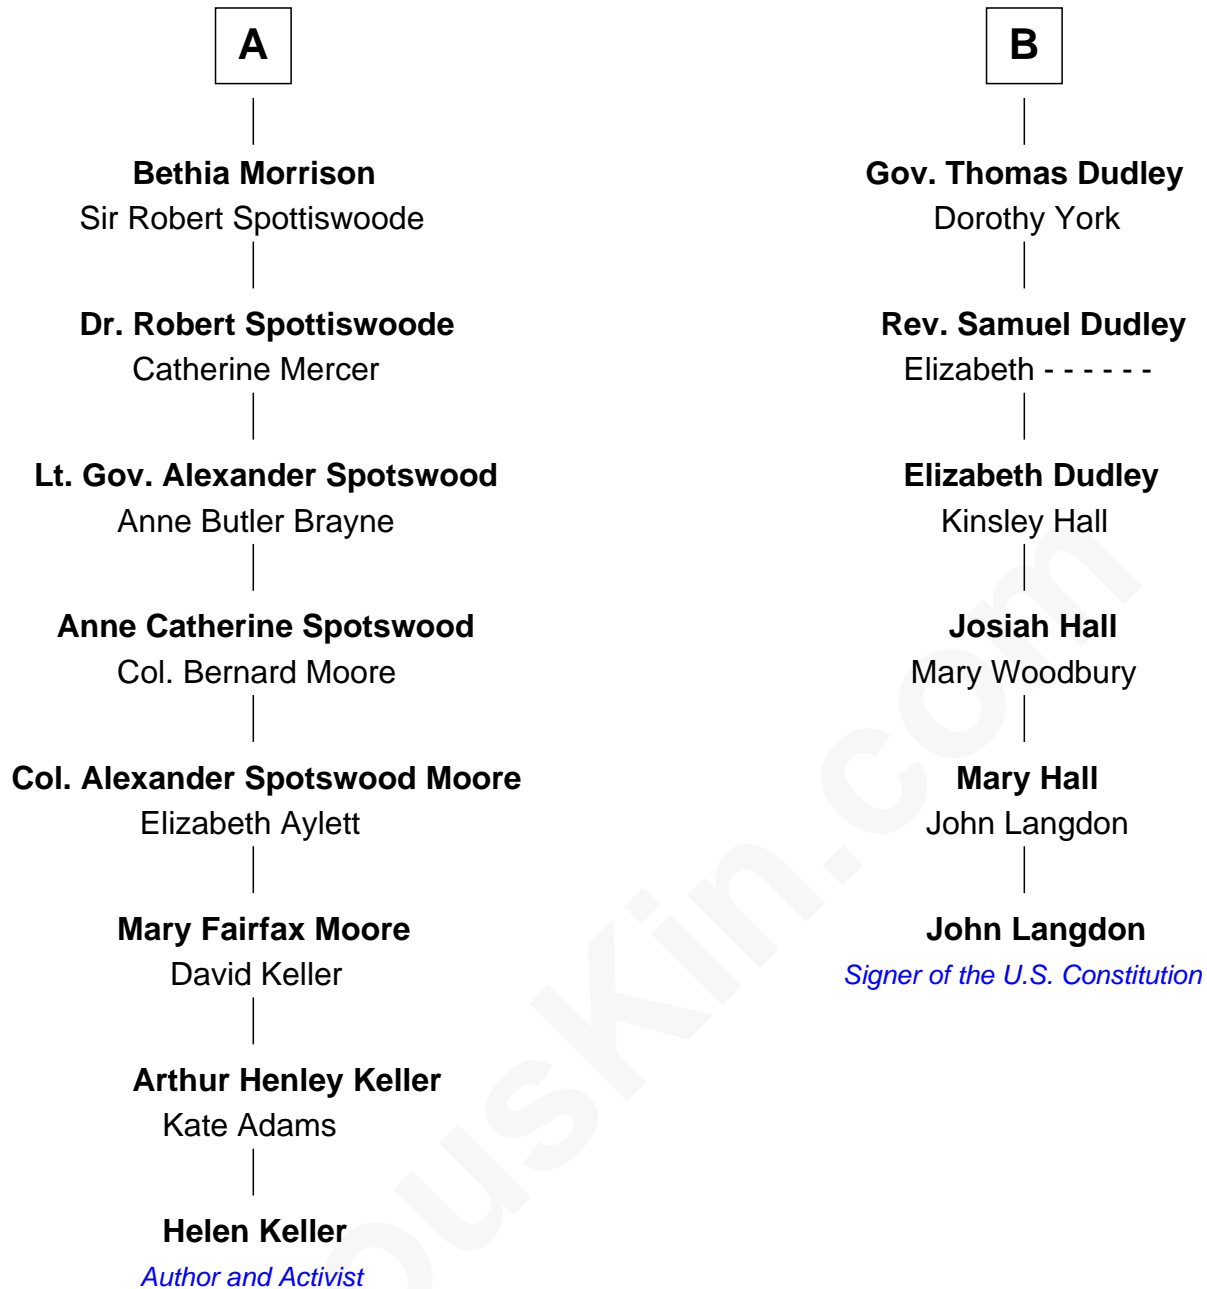 A
Bethia Morrison
Sir Robert Spottiswoode
Dr. Robert Spottiswoode
Catherine Mercer
Lt. Gov. Alexander Spotswood
Anne Butler Brayne
Anne Catherine Spotswood
Col. Bernard Moore
Col. Alexander Spotswood Moore
Elizabeth Aylett
Mary Fairfax Moore
David Keller
Arthur Henley Keller
Kate Adams
Helen Keller
Author and Activist
B
Gov. Thomas Dudley
Dorothy York
Rev. Samuel Dudley
Elizabeth - - - - - -
Elizabeth Dudley
Kinsley Hall
Josiah Hall
Mary Woodbury
Mary Hall
John Langdon
John Langdon
Signer of the U.S. Constitution
ousKin.com